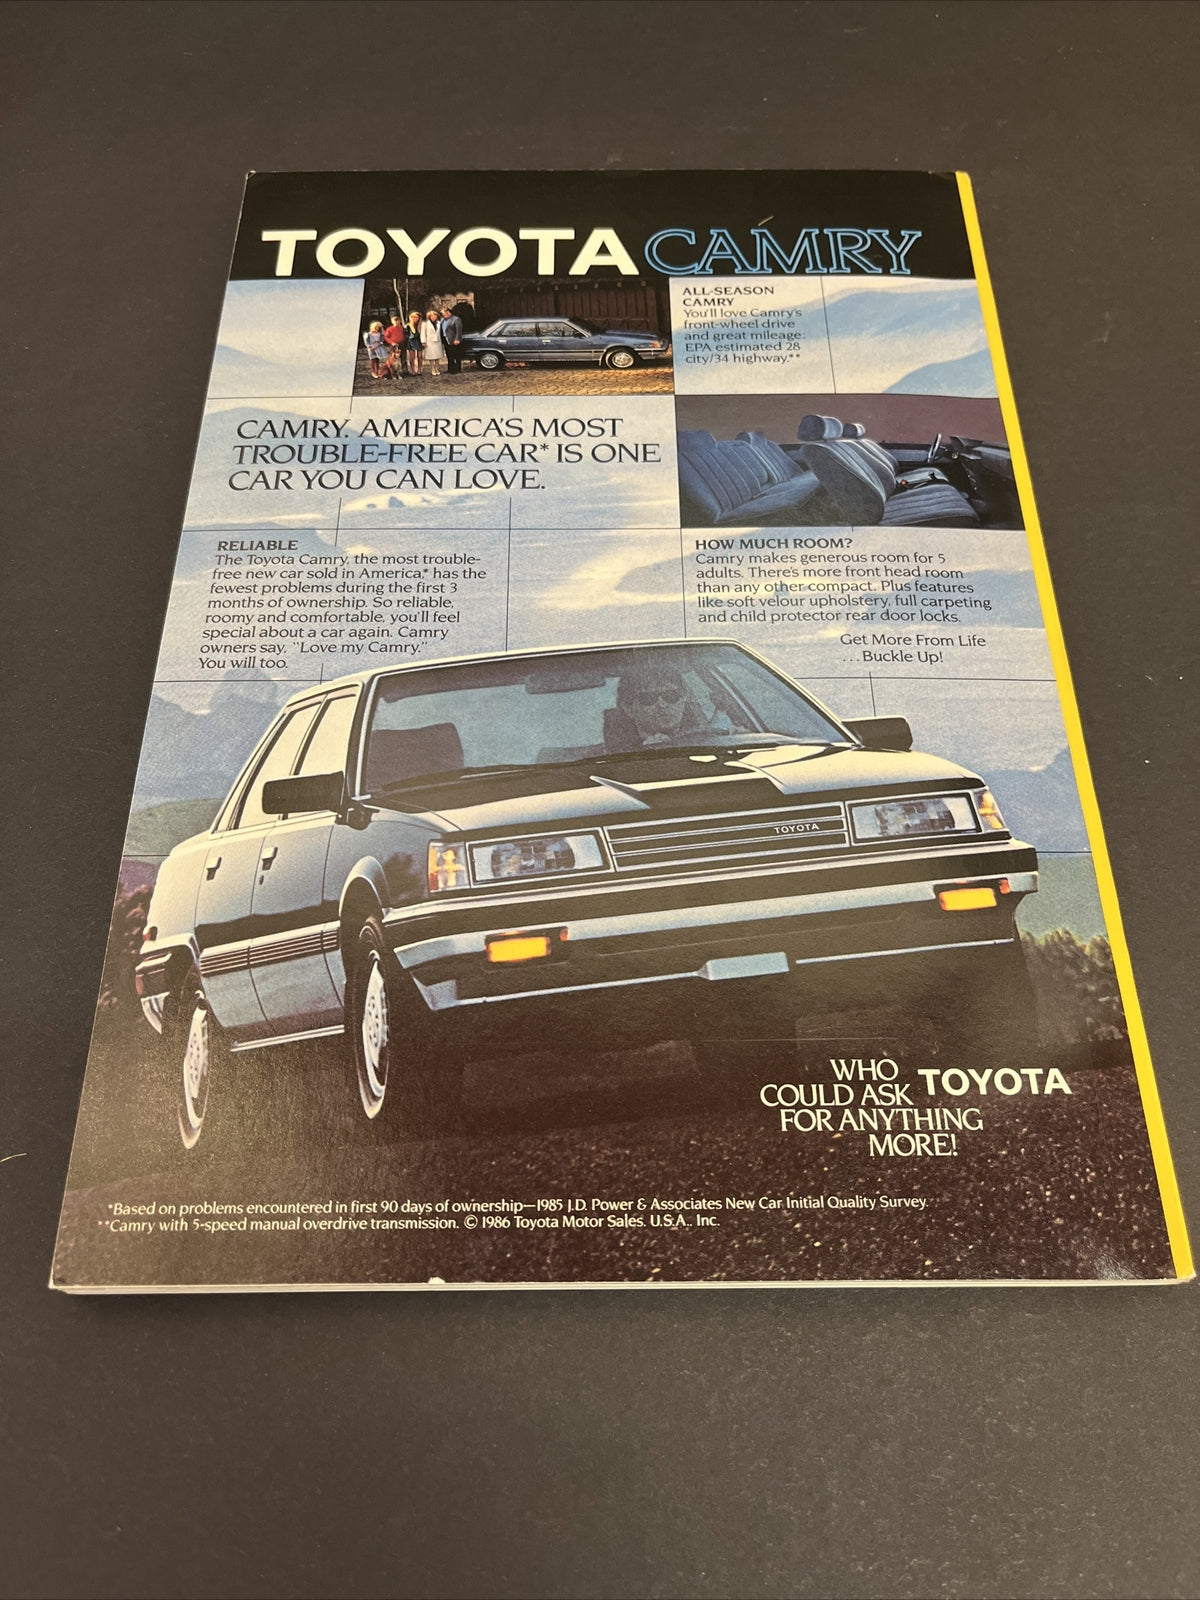 TOYOTA CAMRY
ALL-SEASON
CAMRY
You'll love Camry's
front-wheel drive
and great mileage:
EPA estimated 28
city/34 highway.**
CAMRY. AMERICA'S MOST
TROUBLE-FREE CAR* IS ONE
CAR YOU CAN LOVE.
RELIABLE
The Toyota Camry, the most trouble-
free new car sold in America,* has the
fewest problems during the first 3
months of ownership. So reliable,
roomy and comfortable, you'll feel
special about a car again. Camry
owners say, "Love my Camry."
You will too.
HOW MUCH ROOM?
Camry makes generous room for 5
adults. There's more front head room
than any other compact. Plus features
like soft velour upholstery, full carpeting
and child protector rear door locks.
Get More From Life
...Buckle Up!
TOYOTA
WHO
COULD ASK
FOR ANYTHING
MORE!
TOYOTA
*Based on problems encountered in first 90 days of ownership—1985 J.D. Power & Associates New Car Initial Quality Survey.
**Camry with 5-speed manual overdrive transmission. © 1986 Toyota Motor Sales, U.S.A., Inc.